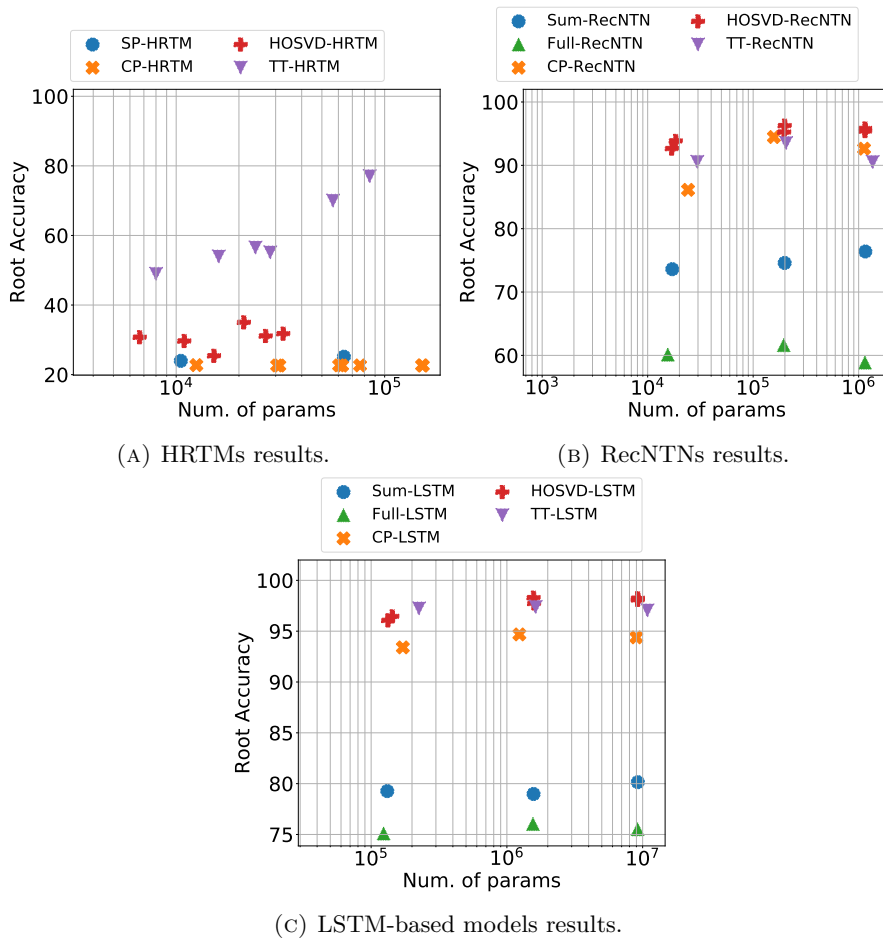 SP-HRTM HOSVD-HRTM
CP-HRTM TT-HRTM
100
80
60
40
20
Root Accuracy
10^4 10^5
Num. of params
(A) HRTMs results.
Sum-RecNTN HOSVD-RecNTN
Full-RecNTN TT-RecNTN
CP-RecNTN
100
90
80
70
60
Root Accuracy
10^3 10^4 10^5 10^6
Num. of params
(B) RecNTNs results.
Sum-LSTM HOSVD-LSTM
Full-LSTM TT-LSTM
CP-LSTM
100
95
90
85
80
75
Root Accuracy
10^5 10^6 10^7
Num. of params
(C) LSTM-based models results.